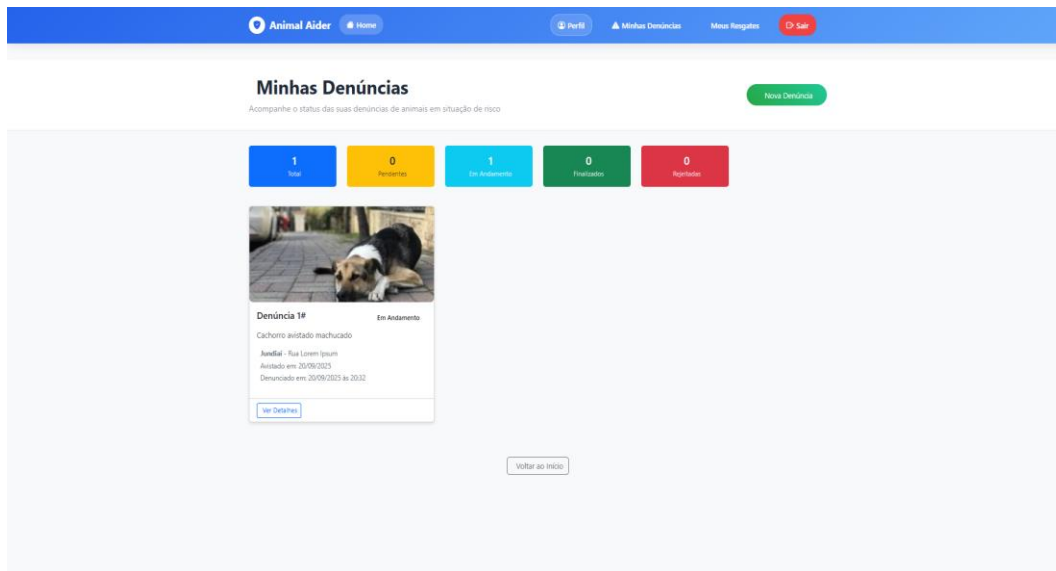 Animal Aider
Home
Perfil
Minhas Denúncias
Meus Resgates
Sair
Minhas Denúncias
Acompanhe o status das suas denúncias de animais em situação de risco
Nova Denúncia
1
Total
0
Pendentes
1
Em Andamento
0
Finalizados
0
Rejeitadas
Denúncia 1#
Em Andamento
Cachorro avistado machucado
Jundiaí - Rua Lorem Ipsum
Avistado em: 20/09/2025
Denunciado em: 20/09/2025 às 20:32
Ver Detalhes
Voltar ao Início